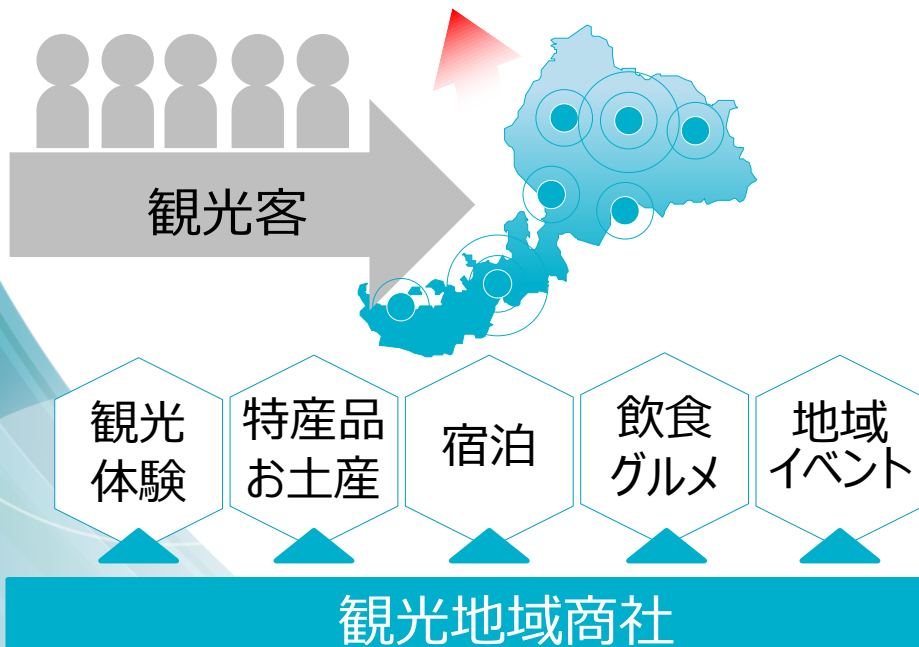 観光客
観光
体験
特産品
お土産
宿泊
飲食
グルメ
地域
イベント
観光地域商社